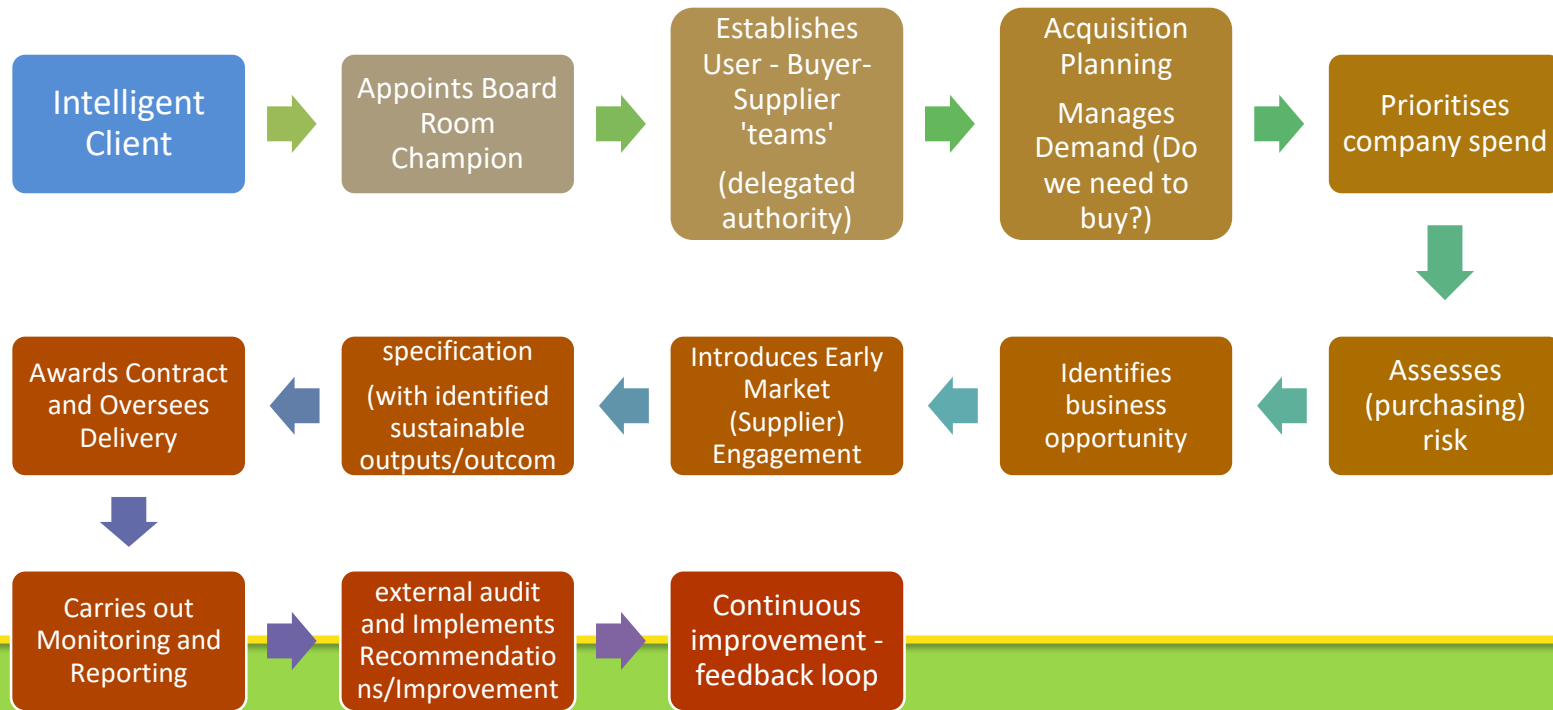 Intelligent
Client
Appoints Board
Room
Champion
Establishes
User - Buyer-
Supplier
'teams'
(delegated
authority)
Acquisition
Planning
Manages
Demand (Do
we need to
buy?)
Prioritises
company spend
Assesses
(purchasing)
risk
Identifies
business
opportunity
Introduces Early
Market
(Supplier)
Engagement
specification
(with identified
sustainable
outputs/outcom
Awards Contract
and Oversees
Delivery
Carries out
Monitoring and
Reporting
external audit
and Implements
Recommendatio
ns/Improvement
Continuous
improvement -
feedback loop